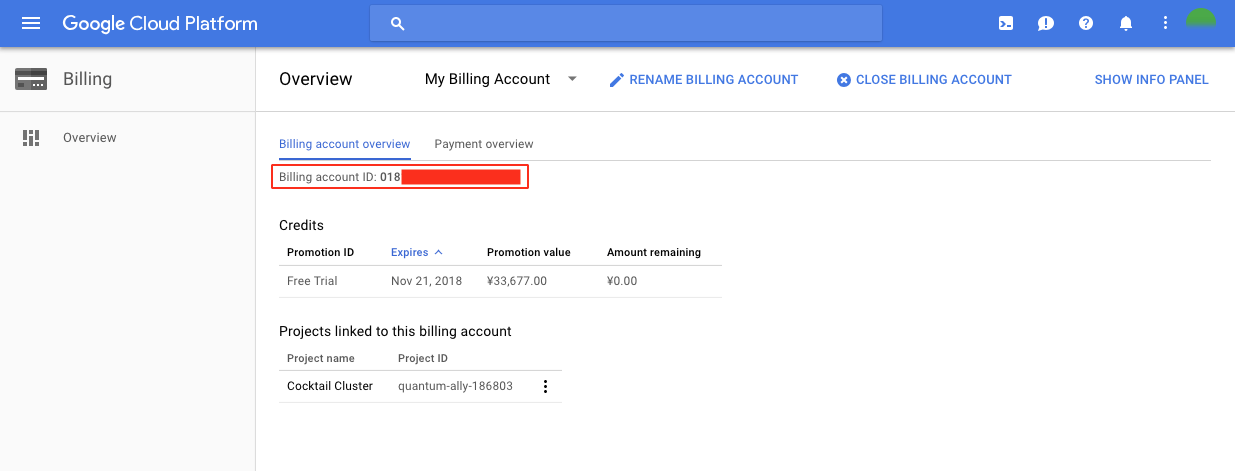 Google Cloud Platform
Billing
Overview
Overview My Billing Account RENAME BILLING ACCOUNT CLOSE BILLING ACCOUNT SHOW INFO PANEL
Billing account overview Payment overview
Billing account ID: 018
Credits
Promotion ID Expires Promotion value Amount remaining
Free Trial Nov 21, 2018 ¥33,677.00 ¥0.00
Projects linked to this billing account
Project name Project ID
Cocktail Cluster quantum-ally-186803